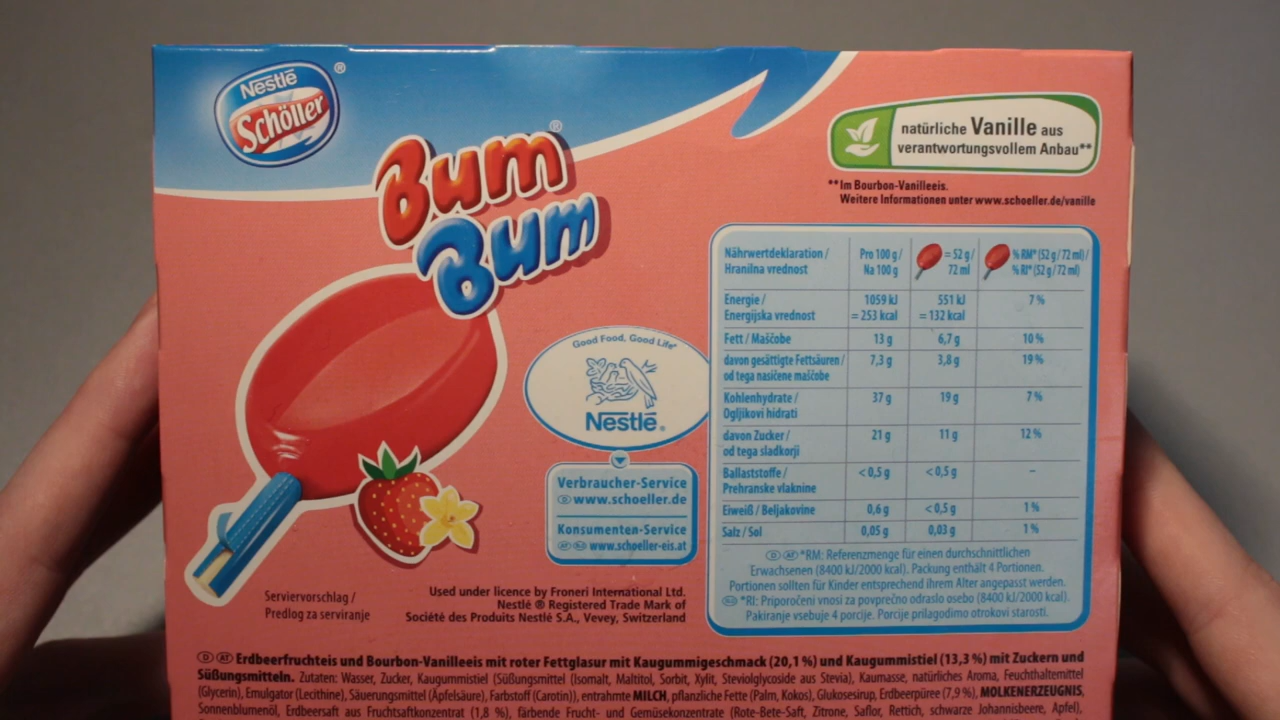 Nestlé
Schöller
®
Bum
®
Bum
natürliche Vanille aus
verantwortungsvollem Anbau**
**Im Bourbon-Vanilleeis.
Weitere Informationen unter www.schoeller.de/vanille
Nährwertdeklaration / Pro 100 g / = 52 g / % RM* (52 g / 72 ml) /
Hranilna vrednost Na 100 g 72 ml % RI* (52 g / 72 ml)
Energie / 1059 kJ 551 kJ 7 %
Energijska vrednost = 253 kcal = 132 kcal
Fett / Maščobe 13 g 6,7 g 10 %
davon gesättigte Fettsäuren / 7,3 g 3,8 g 19 %
od tega nasičene maščobe
Kohlenhydrate / 37 g 19 g 7 %
Ogljikovi hidrati
davon Zucker / 21 g 11 g 12 %
od tega sladkorji
Ballaststoffe / < 0,5 g < 0,5 g –
Prehranske vlaknine
Eiweiß / Beljakovine 0,6 g < 0,5 g 1 %
Salz / Sol 0,05 g 0,03 g 1 %
D AT *RM: Referenzmenge für einen durchschnittlichen
Erwachsenen (8400 kJ/2000 kcal). Packung enthält 4 Portionen.
Portionen sollten für Kinder entsprechend ihrem Alter angepasst werden.
SLO *RI: Priporočeni vnosi za povprečno odraslo osebo (8400 kJ/2000 kcal).
Pakiranje vsebuje 4 porcije. Porcije prilagodimo otrokovi starosti.
Good Food, Good Life®
Nestlé®
Verbraucher-Service
D www.schoeller.de
Konsumenten-Service
AT SLO www.schoeller-eis.at
Serviervorschlag /
Predlog za serviranje
Used under licence by Froneri International Ltd.
Nestlé ® Registered Trade Mark of
Société des Produits Nestlé S.A., Vevey, Switzerland
D AT Erdbeerfruchteis und Bourbon-Vanilleeis mit roter Fettglasur mit Kaugummigeschmack (20,1 %) und Kaugummistiel (13,3 %) mit Zuckern und
Süßungsmitteln. Zutaten: Wasser, Zucker, Kaugummistiel (Süßungsmittel (Isomalt, Maltitol, Sorbit, Xylit, Steviolglycoside aus Stevia), Kaumasse, natürliches Aroma, Feuchthaltemittel
(Glycerin), Emulgator (Lecithine), Säuerungsmittel (Äpfelsäure), Farbstoff (Carotin)), entrahmte MILCH, pflanzliche Fette (Palm, Kokos), Glukosesirup, Erdbeerpüree (7,9 %), MOLKENERZEUGNIS,
Sonnenblumenöl, Erdbeersaft aus Fruchtsaftkonzentrat (1,8 %), färbende Frucht- und Gemüsekonzentrate (Rote-Bete-Saft, Zitrone, Saflor, Rettich, schwarze Johannisbeere, Apfel),